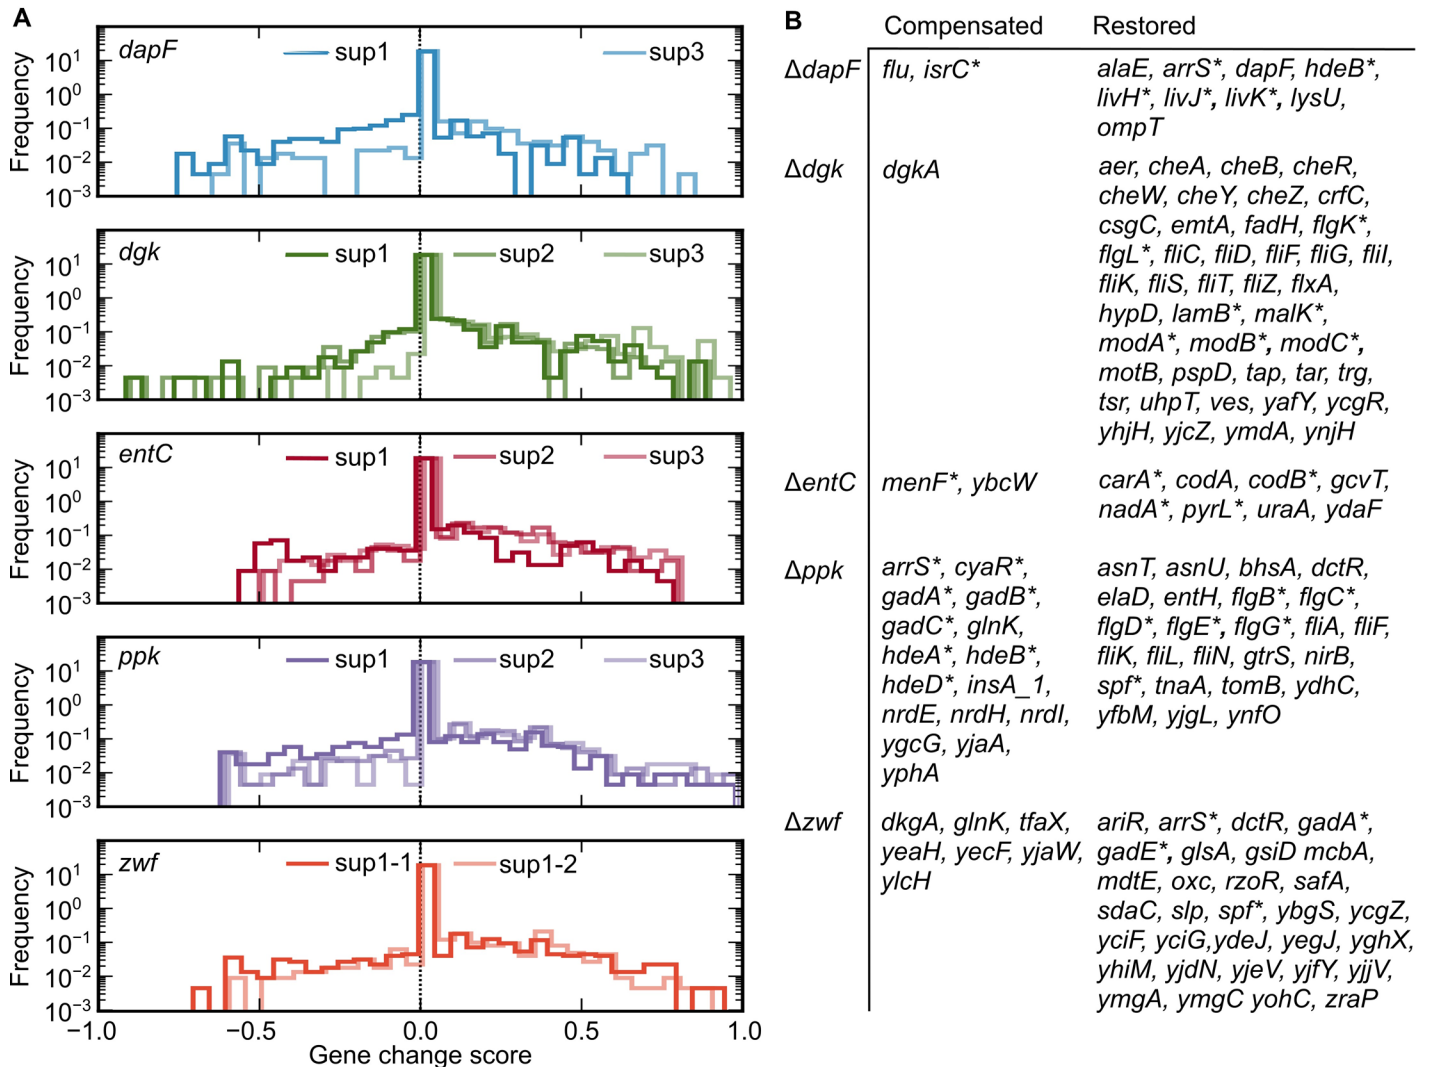 A
dapF
sup1
sup3
Frequency
10^1
10^0
10^-1
10^-2
10^-3
dgk
sup1
sup2
sup3
Frequency
10^1
10^0
10^-1
10^-2
10^-3
entC
sup1
sup2
sup3
Frequency
10^1
10^0
10^-1
10^-2
10^-3
ppk
sup1
sup2
sup3
Frequency
10^1
10^0
10^-1
10^-2
10^-3
zwf
sup1-1
sup1-2
Frequency
10^1
10^0
10^-1
10^-2
10^-3
-1.0 −0.5 0.0 0.5 1.0
Gene change score
B
Compensated Restored
ΔdapF
flu, isrC*
alaE, arrS*, dapF, hdeB*,
livH*, livJ*, livK*, lysU,
ompT
Δdgk
dgkA
aer, cheA, cheB, cheR,
cheW, cheY, cheZ, crfC,
csgC, emtA, fadH, flgK*,
flgL*, fliC, fliD, fliF, fliG, fliI,
fliK, fliS, fliT, fliZ, flxA,
hypD, lamB*, malK*,
modA*, modB*, modC*,
motB, pspD, tap, tar, trg,
tsr, uhpT, ves, yafY, ycgR,
yhjH, yjcZ, ymdA, ynjH
ΔentC
menF*, ybcW
carA*, codA, codB*, gcvT,
nadA*, pyrL*, uraA, ydaF
Δppk
arrS*, cyaR*,
gadA*, gadB*,
gadC*, glnK,
hdeA*, hdeB*,
hdeD*, insA_1,
nrdE, nrdH, nrdI,
ygcG, yjaA,
yphA
asnT, asnU, bhsA, dctR,
elaD, entH, flgB*, flgC*,
flgD*, flgE*, flgG*, fliA, fliF,
fliK, fliL, fliN, gtrS, nirB,
spf*, tnaA, tomB, ydhC,
yfbM, yjgL, ynfO
Δzwf
dkgA, glnK, tfaX,
yeaH, yecF, yjaW,
ylcH
ariR, arrS*, dctR, gadA*,
gadE*, glsA, gsiD mcbA,
mdtE, oxc, rzoR, safA,
sdaC, slp, spf*, ybgS, ycgZ,
yciF, yciG,ydeJ, yegJ, yghX,
yhiM, yjdN, yjeV, yjfY, yjjV,
ymgA, ymgC yohC, zraP